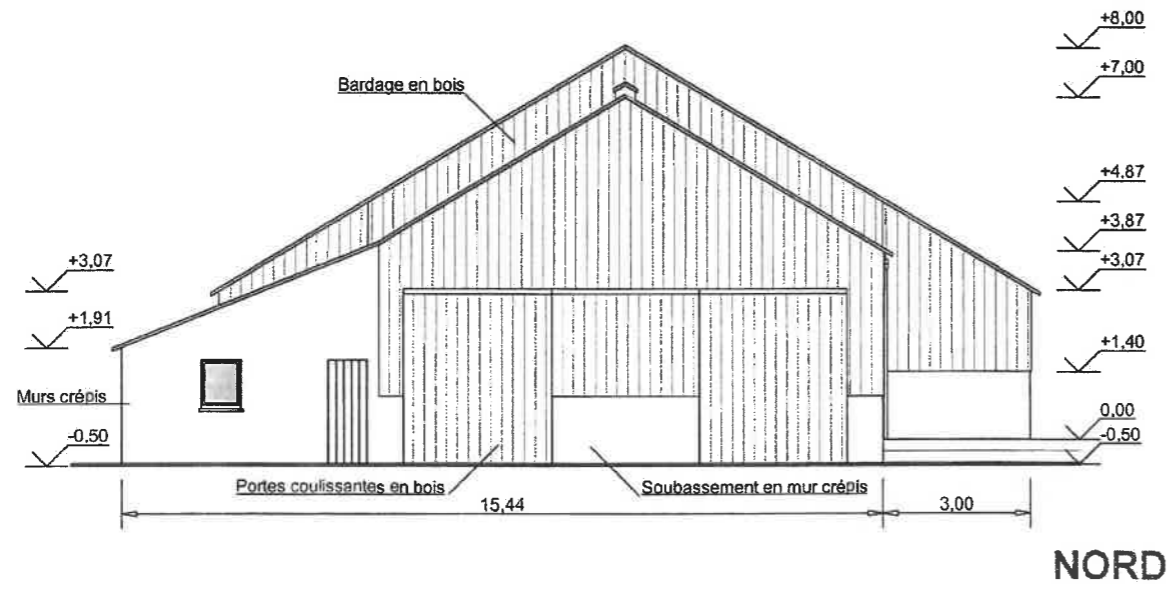 +8,00
+7,00
Bardage en bois
+4,87
+3,87
+3,07
+3,07
+1,91
+1,40
Murs crépis
0,00
-0,50
-0,50
Portes coulissantes en bois
Soubassement en mur crépis
15,44
3,00
NORD